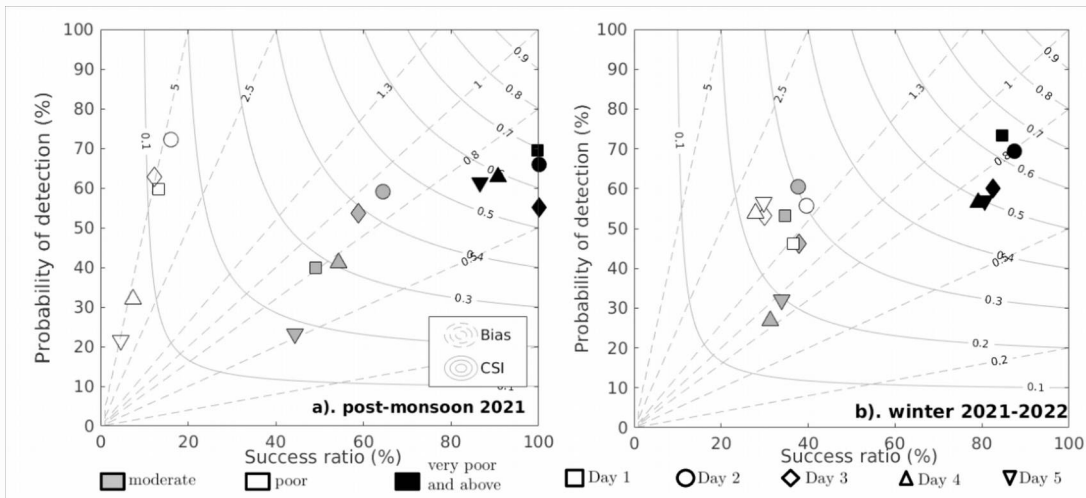 100
90
80
70
60
50
40
30
20
10
0
Probability of detection (%)
0 20 40 60 80 100
Success ratio (%)
5
2.5
1.3
1
0.8
0.1
0.9
0.8
0.7
0.5
0.3
0.1
Bias
CSI
a). post-monsoon 2021
100
90
80
70
60
50
40
30
20
10
0
Probability of detection (%)
0 20 40 60 80 100
Success ratio (%)
5
2.5
1.3
1
0.8
0.2
0.1
0.9
0.8
0.7
0.6
0.5
0.3
0.2
0.1
b). winter 2021-2022
moderate
poor
very poor
and above
Day 1
Day 2
Day 3
Day 4
Day 5